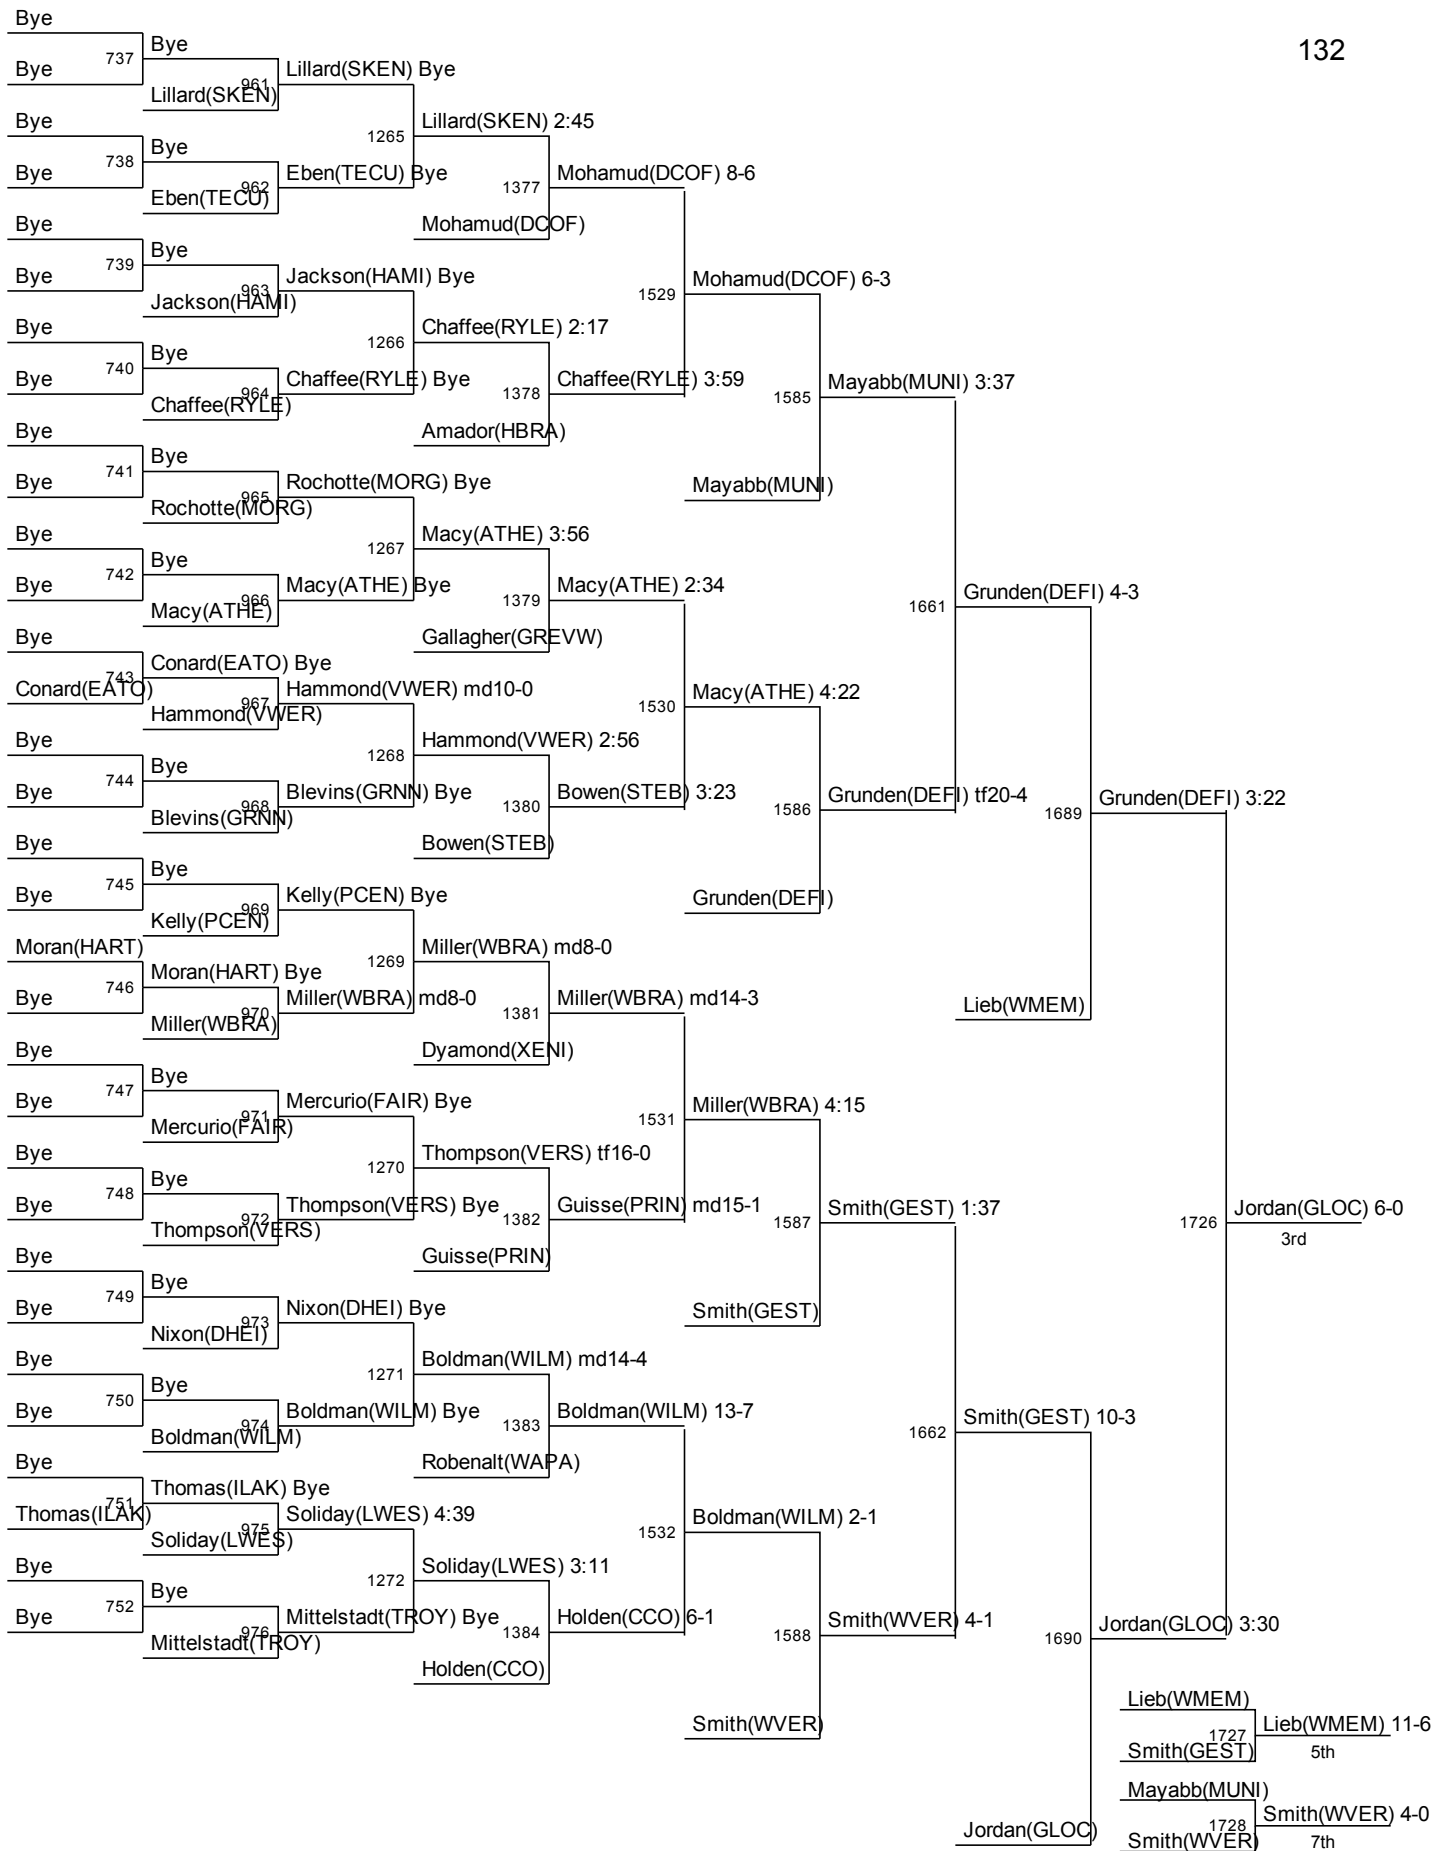 132
Bye
737
Bye
Bye
961
Lillard(SKEN)
Lillard(SKEN) Bye
Bye
738
Bye
Bye
962
Eben(TECU)
Eben(TECU) Bye
1265
Lillard(SKEN) 2:45
1377
Mohamud(DCOF)
Mohamud(DCOF) 8-6
Bye
739
Bye
Bye
963
Jackson(HAMI)
Jackson(HAMI) Bye
Bye
740
Bye
Bye
964
Chaffee(RYLE)
Chaffee(RYLE) Bye
1266
Chaffee(RYLE) 2:17
1378
Amador(HBRA)
Chaffee(RYLE) 3:59
1529
Mohamud(DCOF) 6-3
1585
Mayabb(MUNI)
Mayabb(MUNI) 3:37
Bye
741
Bye
Bye
965
Rochotte(MORG)
Rochotte(MORG) Bye
Bye
742
Bye
Bye
966
Macy(ATHE)
Macy(ATHE) Bye
1267
Macy(ATHE) 3:56
1379
Gallagher(GREVW)
Macy(ATHE) 2:34
Bye
743
Conard(EATO)
Conard(EATO) Bye
967
Hammond(VWER)
Hammond(VWER) md10-0
Bye
744
Bye
Bye
968
Blevins(GRNN)
Blevins(GRNN) Bye
1268
Hammond(VWER) 2:56
1380
Bowen(STEB)
Bowen(STEB) 3:23
1530
Macy(ATHE) 4:22
1586
Grunden(DEFI)
Grunden(DEFI) tf20-4
1661
Grunden(DEFI) 4-3
1689
Lieb(WMEM)
Grunden(DEFI) 3:22
Bye
745
Bye
Bye
969
Kelly(PCEN)
Kelly(PCEN) Bye
Moran(HART)
746
Bye
Moran(HART) Bye
970
Miller(WBRA)
Miller(WBRA) md8-0
1269
Miller(WBRA) md8-0
1381
Dyamond(XENI)
Miller(WBRA) md14-3
Bye
747
Bye
Bye
971
Mercurio(FAIR)
Mercurio(FAIR) Bye
Bye
748
Bye
Bye
972
Thompson(VERS)
Thompson(VERS) Bye
1270
Thompson(VERS) tf16-0
1382
Guisse(PRIN)
Guisse(PRIN) md15-1
1531
Miller(WBRA) 4:15
1587
Smith(GEST)
Smith(GEST) 1:37
Bye
749
Bye
Bye
973
Nixon(DHEI)
Nixon(DHEI) Bye
Bye
750
Bye
Bye
974
Boldman(WILM)
Boldman(WILM) Bye
1271
Boldman(WILM) md14-4
1383
Robenalt(WAPA)
Boldman(WILM) 13-7
Bye
751
Thomas(ILAK)
Thomas(ILAK) Bye
975
Soliday(LWES)
Soliday(LWES) 4:39
Bye
752
Bye
Bye
976
Mittelstadt(TROY)
Mittelstadt(TROY) Bye
1272
Soliday(LWES) 3:11
1384
Holden(CCO)
Holden(CCO) 6-1
1532
Boldman(WILM) 2-1
1588
Smith(WVER)
Smith(WVER) 4-1
1662
Smith(GEST) 10-3
1690
Jordan(GLOC)
Jordan(GLOC) 3:30
1726
Jordan(GLOC) 6-0
3rd
Lieb(WMEM)
1727
Smith(GEST)
Lieb(WMEM) 11-6
5th
Mayabb(MUNI)
1728
Smith(WVER)
Smith(WVER) 4-0
7th